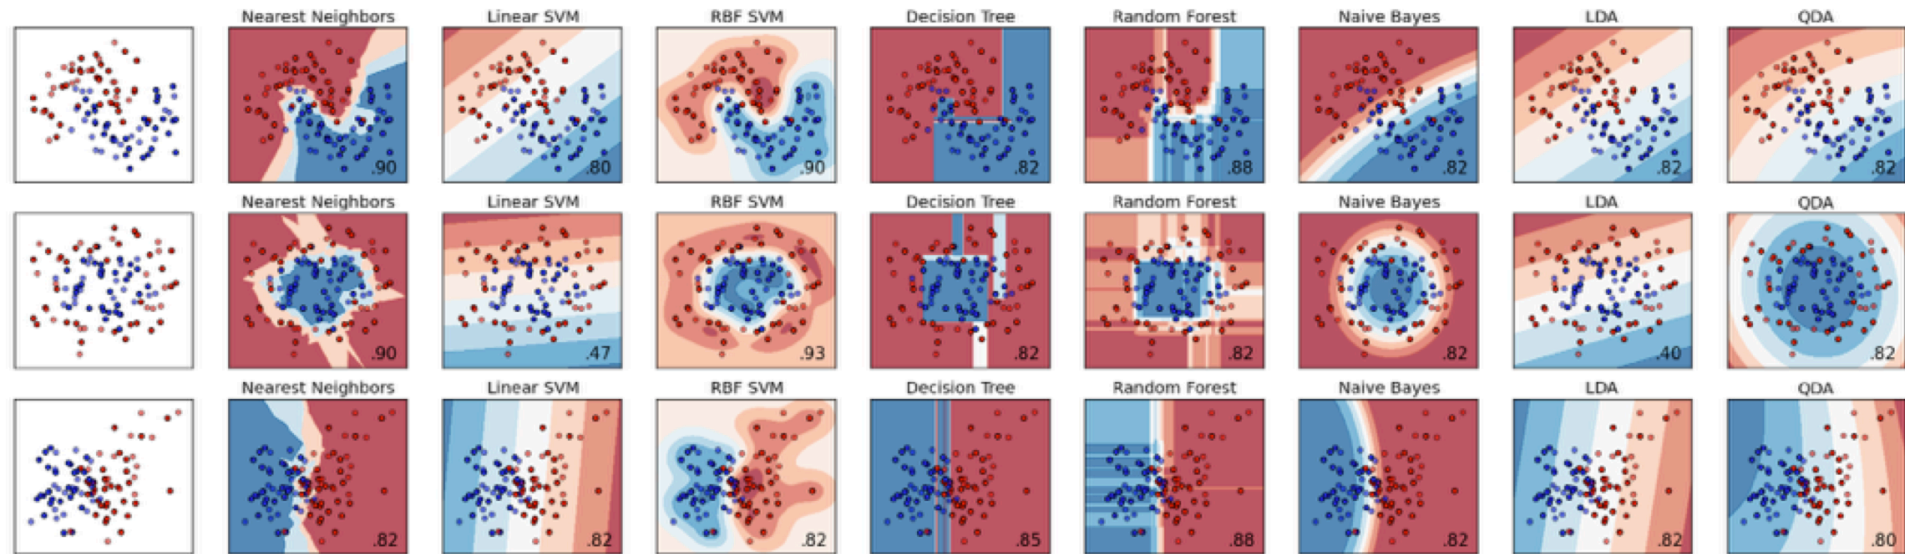 Nearest Neighbors Linear SVM RBF SVM Decision Tree Random Forest Naive Bayes LDA QDA
.90 .80 .90 .82 .88 .82 .82 .82
Nearest Neighbors Linear SVM RBF SVM Decision Tree Random Forest Naive Bayes LDA QDA
.90 .47 .93 .82 .82 .82 .40 .82
Nearest Neighbors Linear SVM RBF SVM Decision Tree Random Forest Naive Bayes LDA QDA
.82 .82 .82 .85 .88 .82 .82 .80